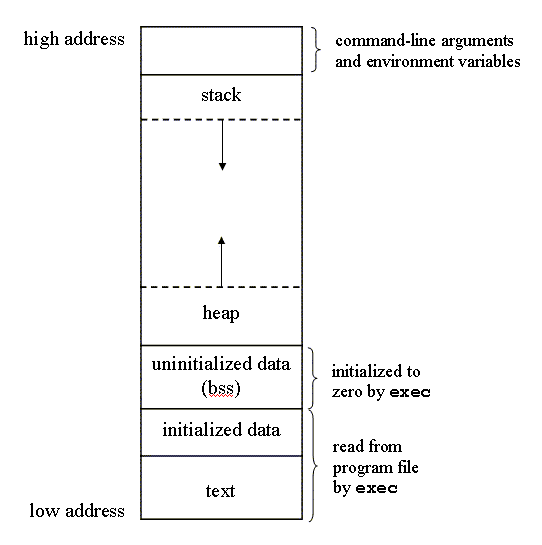 high address
command-line arguments
and environment variables
stack
heap
uninitialized data
(bss)
initialized to
zero by exec
initialized data
read from
program file
by exec
text
low address